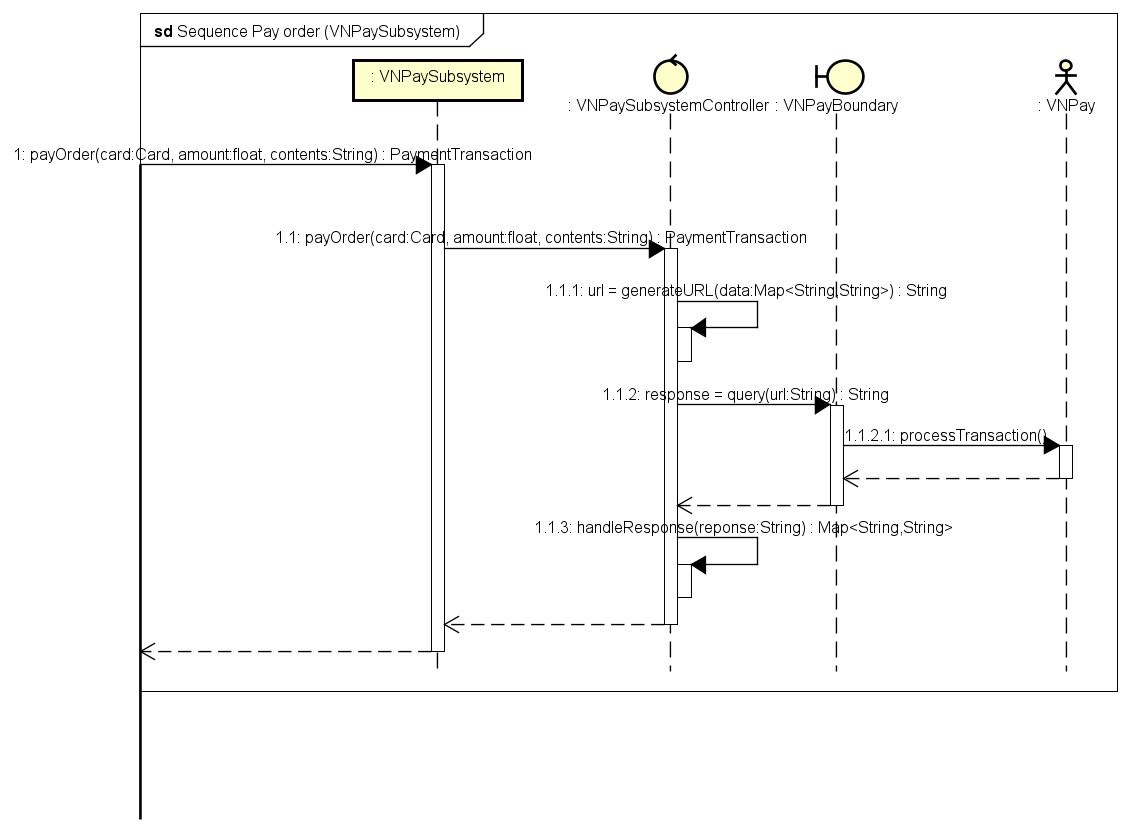 sd Sequence Pay order (VNPaySubsystem)
: VNPaySubsystem
: VNPaySubsystemController
: VNPayBoundary
: VNPay
1: payOrder(card:Card, amount:float, contents:String) : PaymentTransaction
1.1: payOrder(card:Card, amount:float, contents:String) : PaymentTransaction
1.1.1: url = generateURL(data:Map<String,String>) : String
1.1.2: response = query(url:String) : String
1.1.2.1: processTransaction()
1.1.3: handleResponse(reponse:String) : Map<String,String>